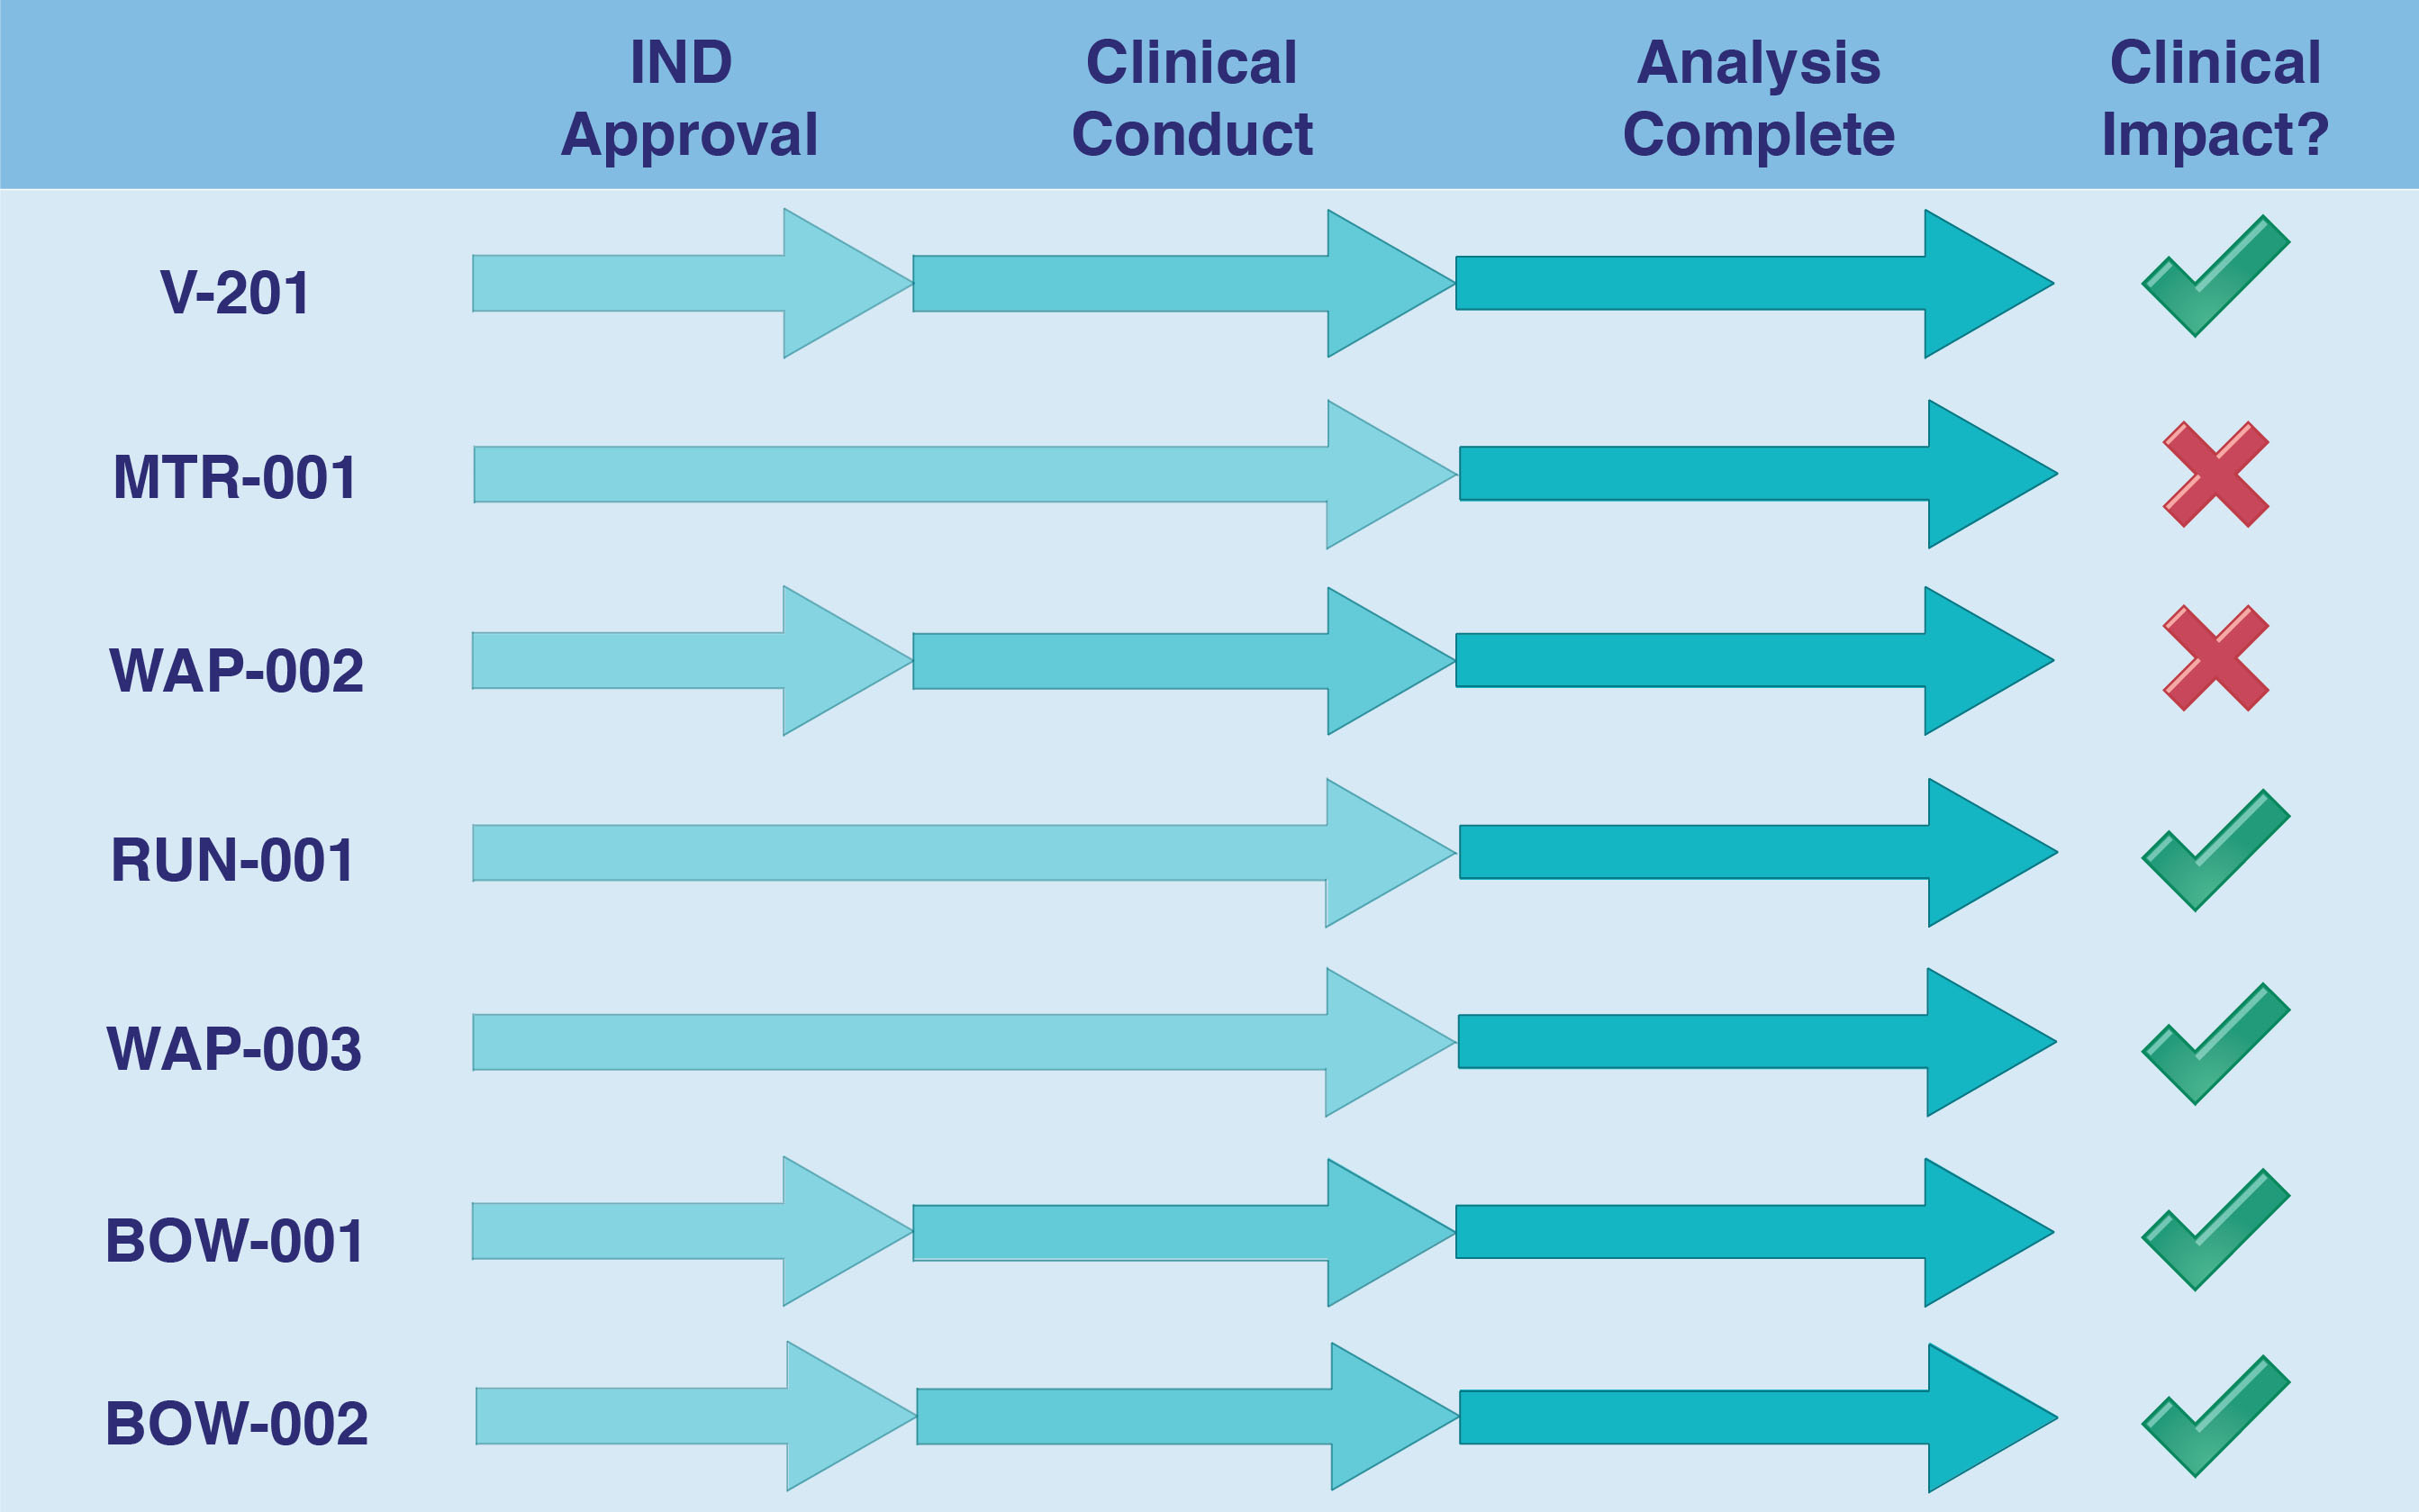 IND
Approval
Clinical
Conduct
Analysis
Complete
Clinical
Impact?
V-201
MTR-001
WAP-002
RUN-001
WAP-003
BOW-001
BOW-002